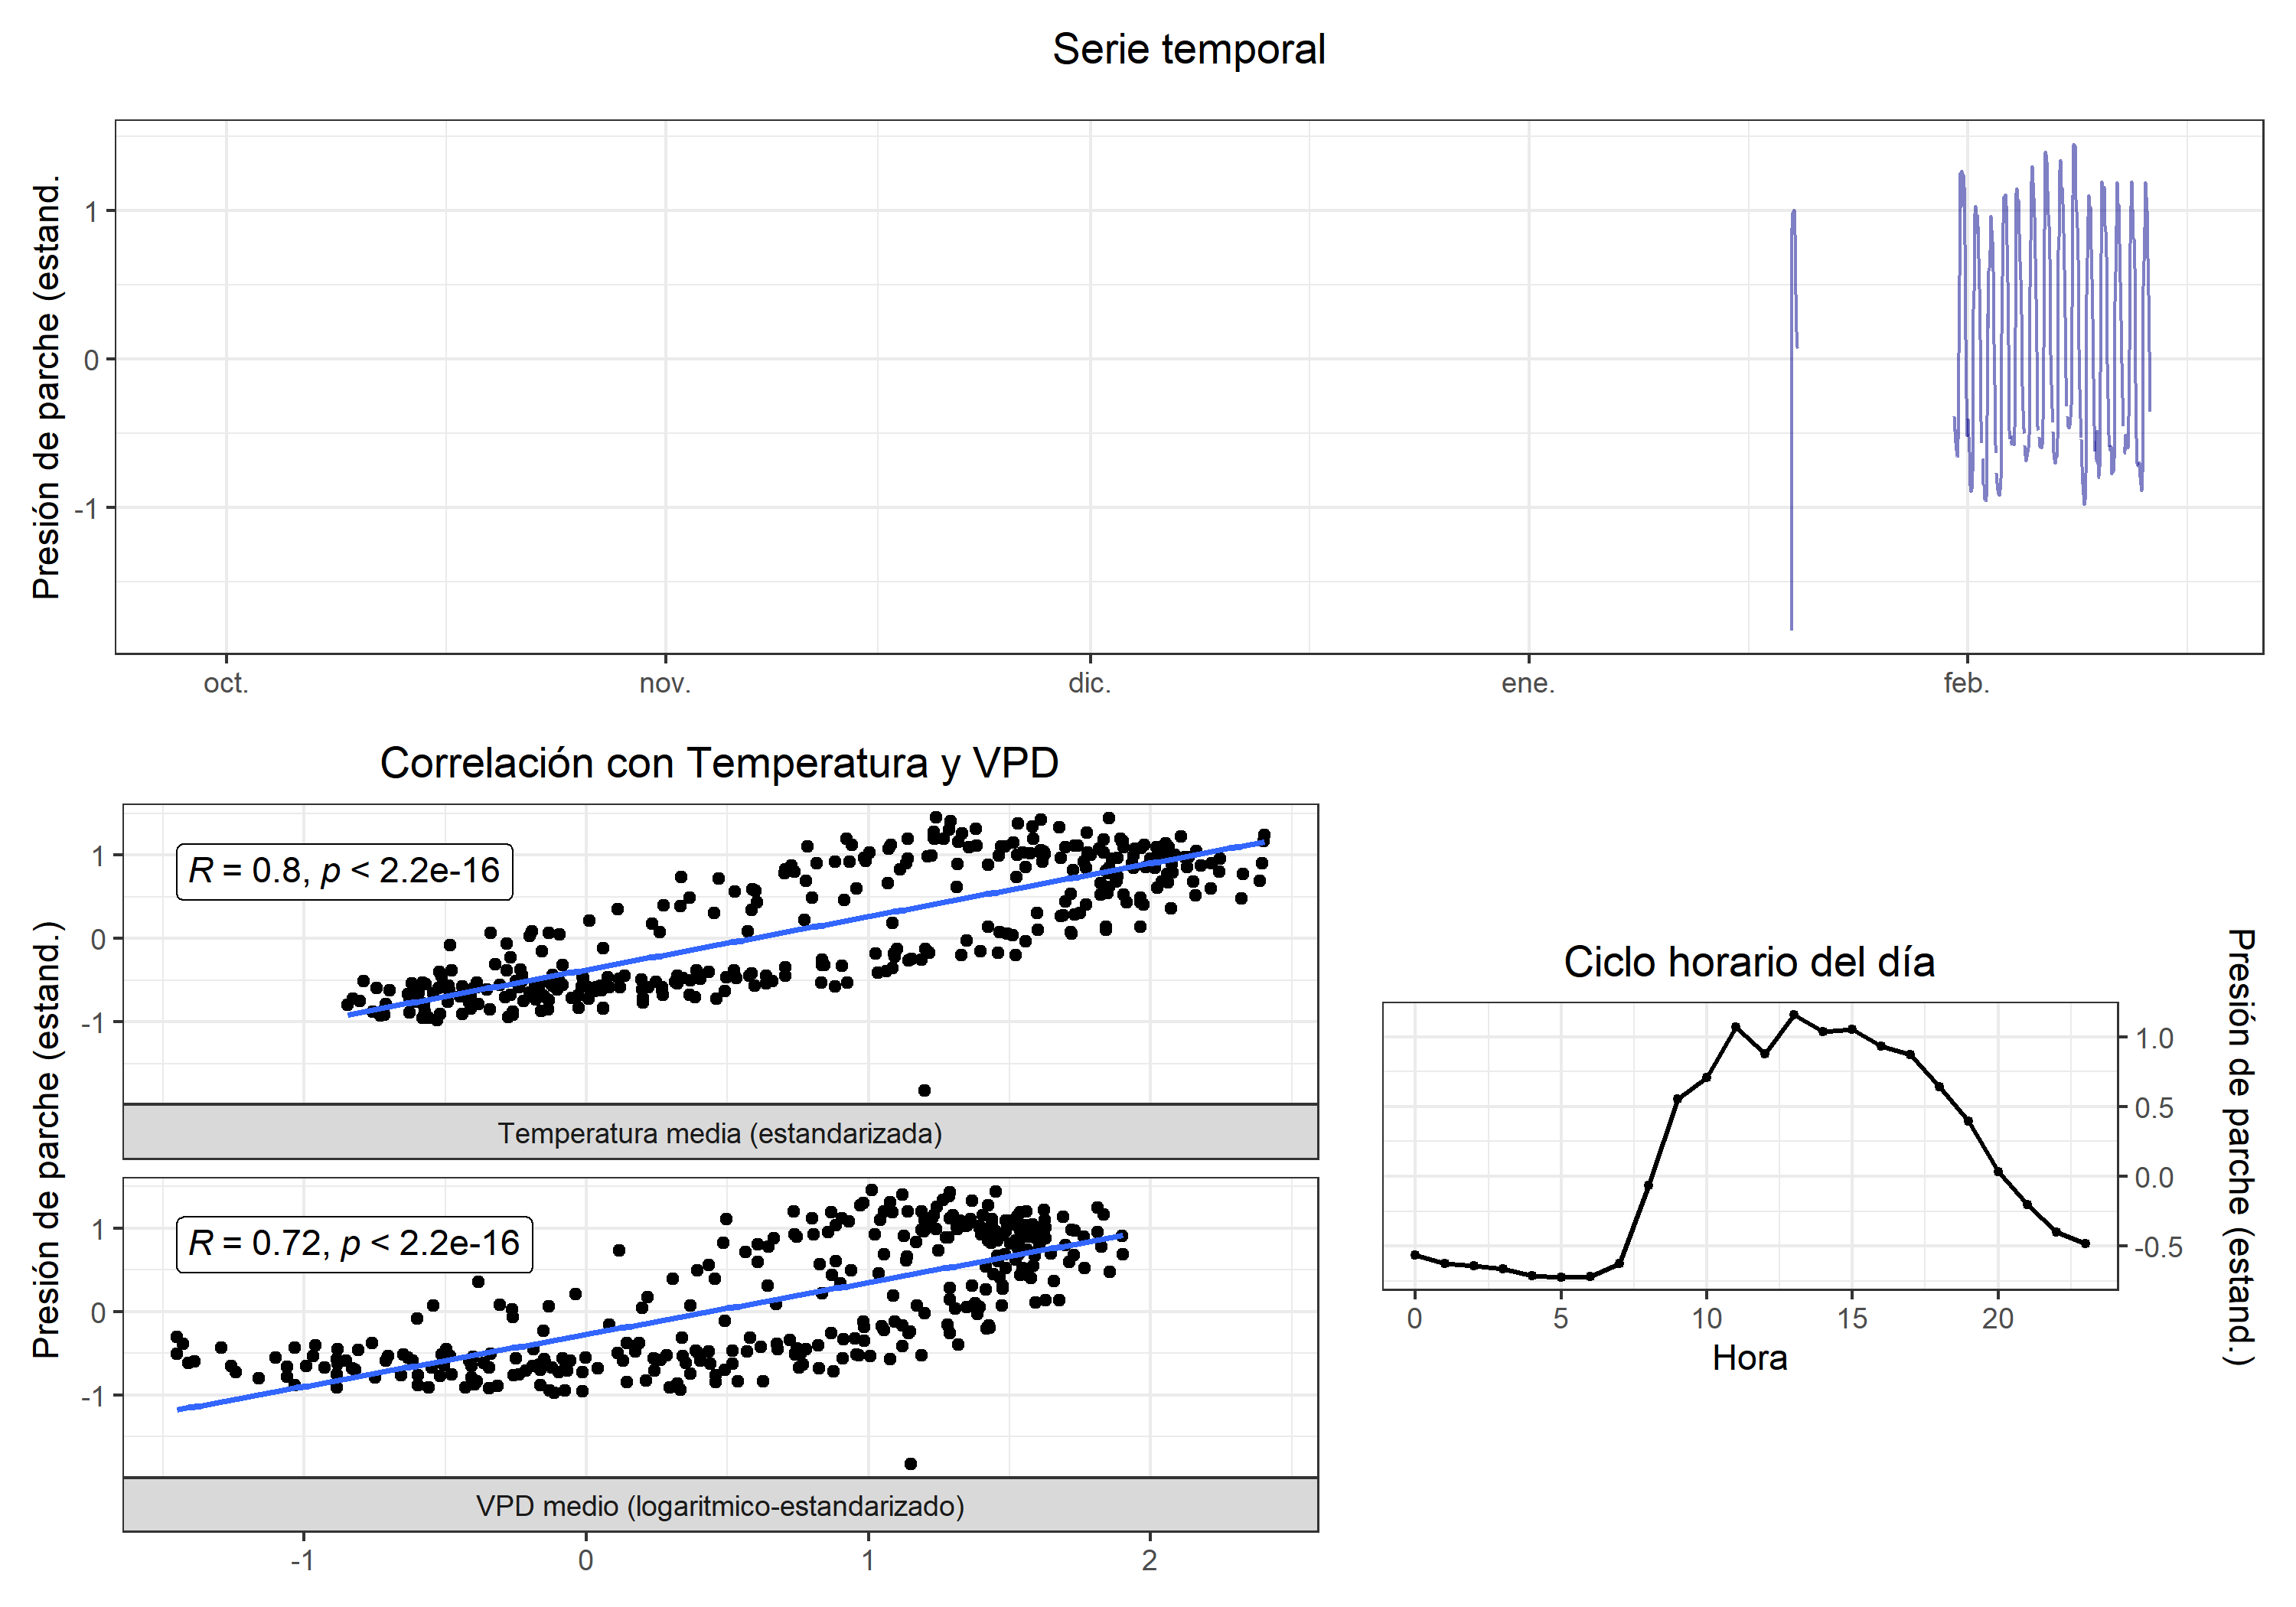 Serie temporal
Presión de parche (estand.
1
0
-1
oct. nov. dic. ene. feb.
Correlación con Temperatura y VPD
Presión de parche (estand.)
1
0
-1
R = 0.8, p < 2.2e-16
Temperatura media (estandarizada)
1
0
-1
R = 0.72, p < 2.2e-16
VPD medio (logaritmico-estandarizado)
-1 0 1 2
Ciclo horario del día
1.0
0.5
0.0
-0.5
Presión de parche (estand.)
0 5 10 15 20
Hora